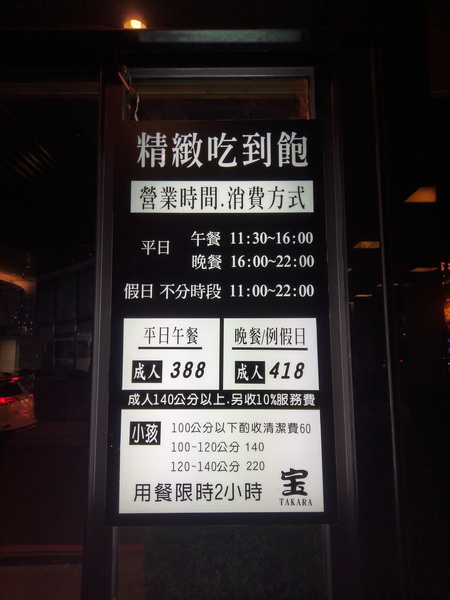 精緻吃到飽
營業時間.消費方式
平日 午餐 11:30~16:00
晚餐 16:00~22:00
假日 不分時段 11:00~22:00
平日午餐
成人 388
晚餐/例假日
成人 418
成人140公分以上.另收10%服務費
小孩 100公分以下酌收清潔費60
100-120公分 140
120-140公分 220
用餐限時2小時
宝
TAKARA